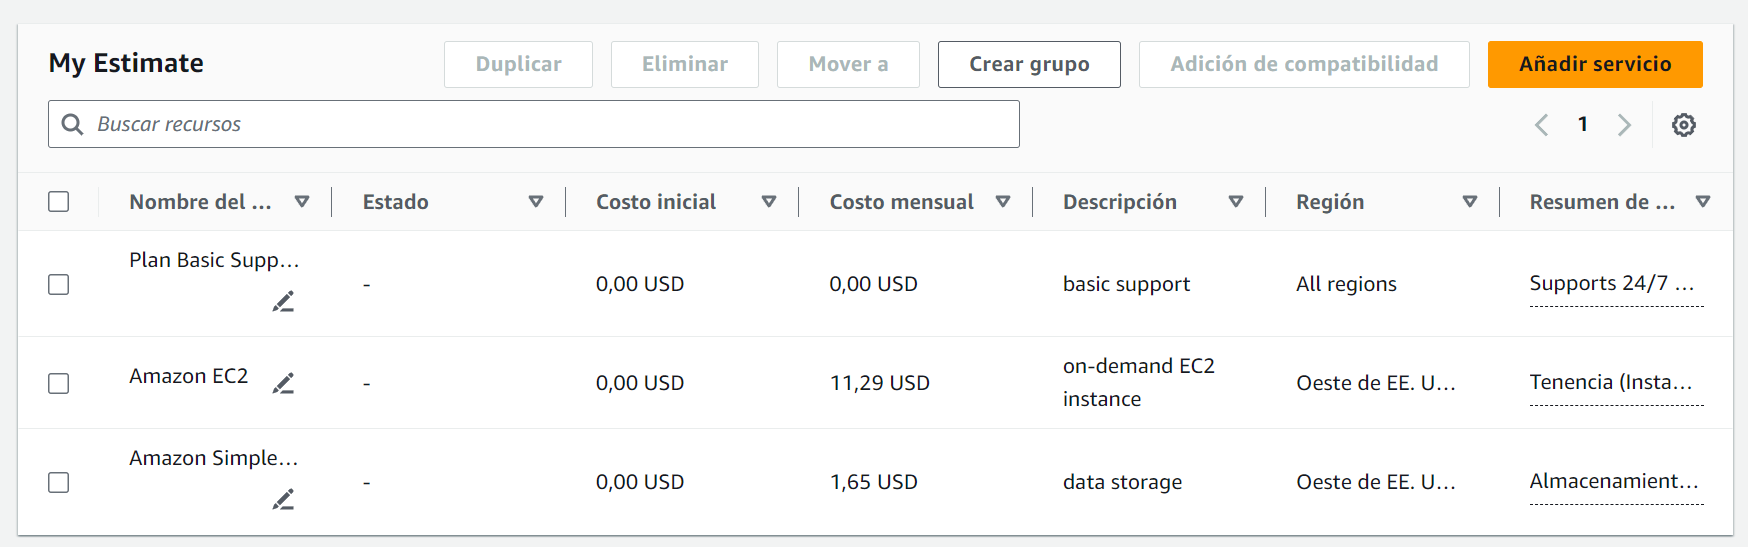 My Estimate
Duplicar
Eliminar
Mover a
Crear grupo
Adición de compatibilidad
Añadir servicio
Buscar recursos
1
Nombre del ...
Estado
Costo inicial
Costo mensual
Descripción
Región
Resumen de ...
Plan Basic Supp...
-
0,00 USD
0,00 USD
basic support
All regions
Supports 24/7 ...
Amazon EC2
-
0,00 USD
11,29 USD
on-demand EC2
instance
Oeste de EE. U...
Tenencia (Insta...
Amazon Simple...
-
0,00 USD
1,65 USD
data storage
Oeste de EE. U...
Almacenamient...